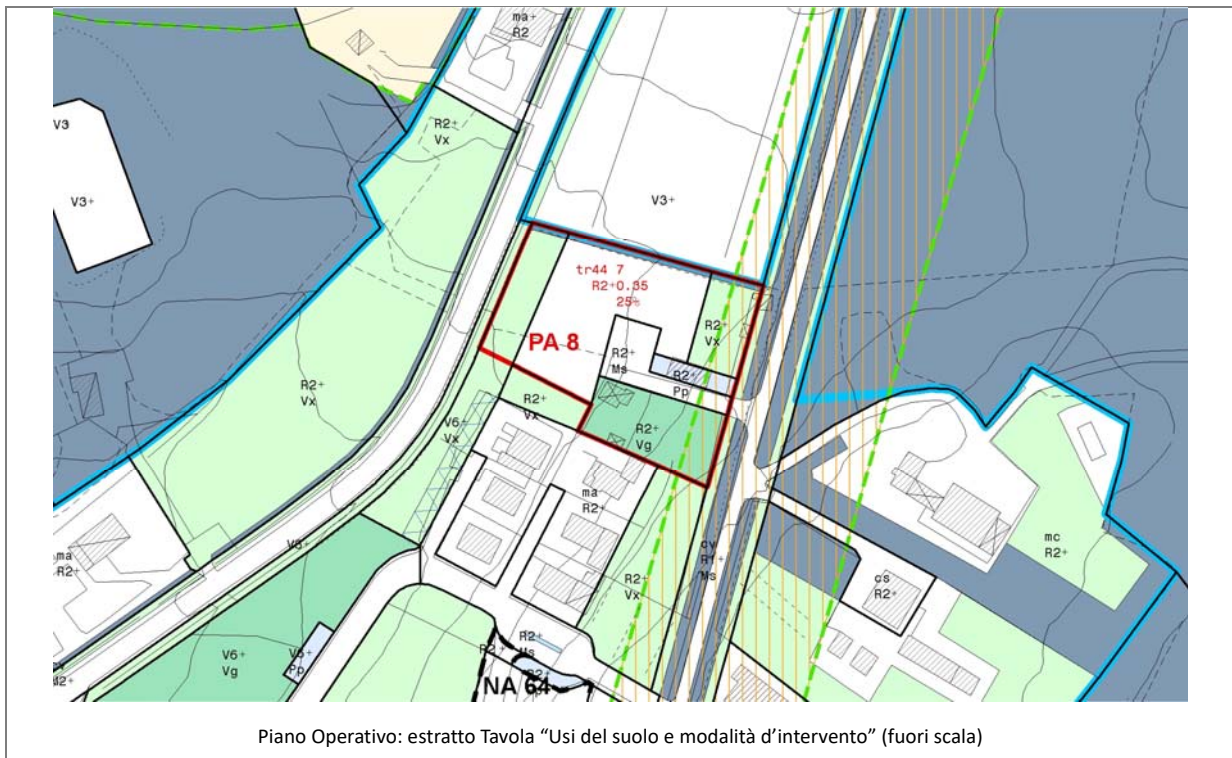 ma+
R2
V3
V3+
R2+
Vx
V3+
tr44 7
R2+0.35
25%
PA 8
R2+
Vx
R2+
Ms
R2+
Pp
R2+
Vx
R2+
Vx
V6+
Vx
R2+
Vg
ma
R2+
ma
R2+
mc
R2+
cs
R2+
cv
Ms
R2+
Vx
V6+
Vg
Pp
R2+
Ms
NA 64
Piano Operativo: estratto Tavola “Usi del suolo e modalità d’intervento” (fuori scala)